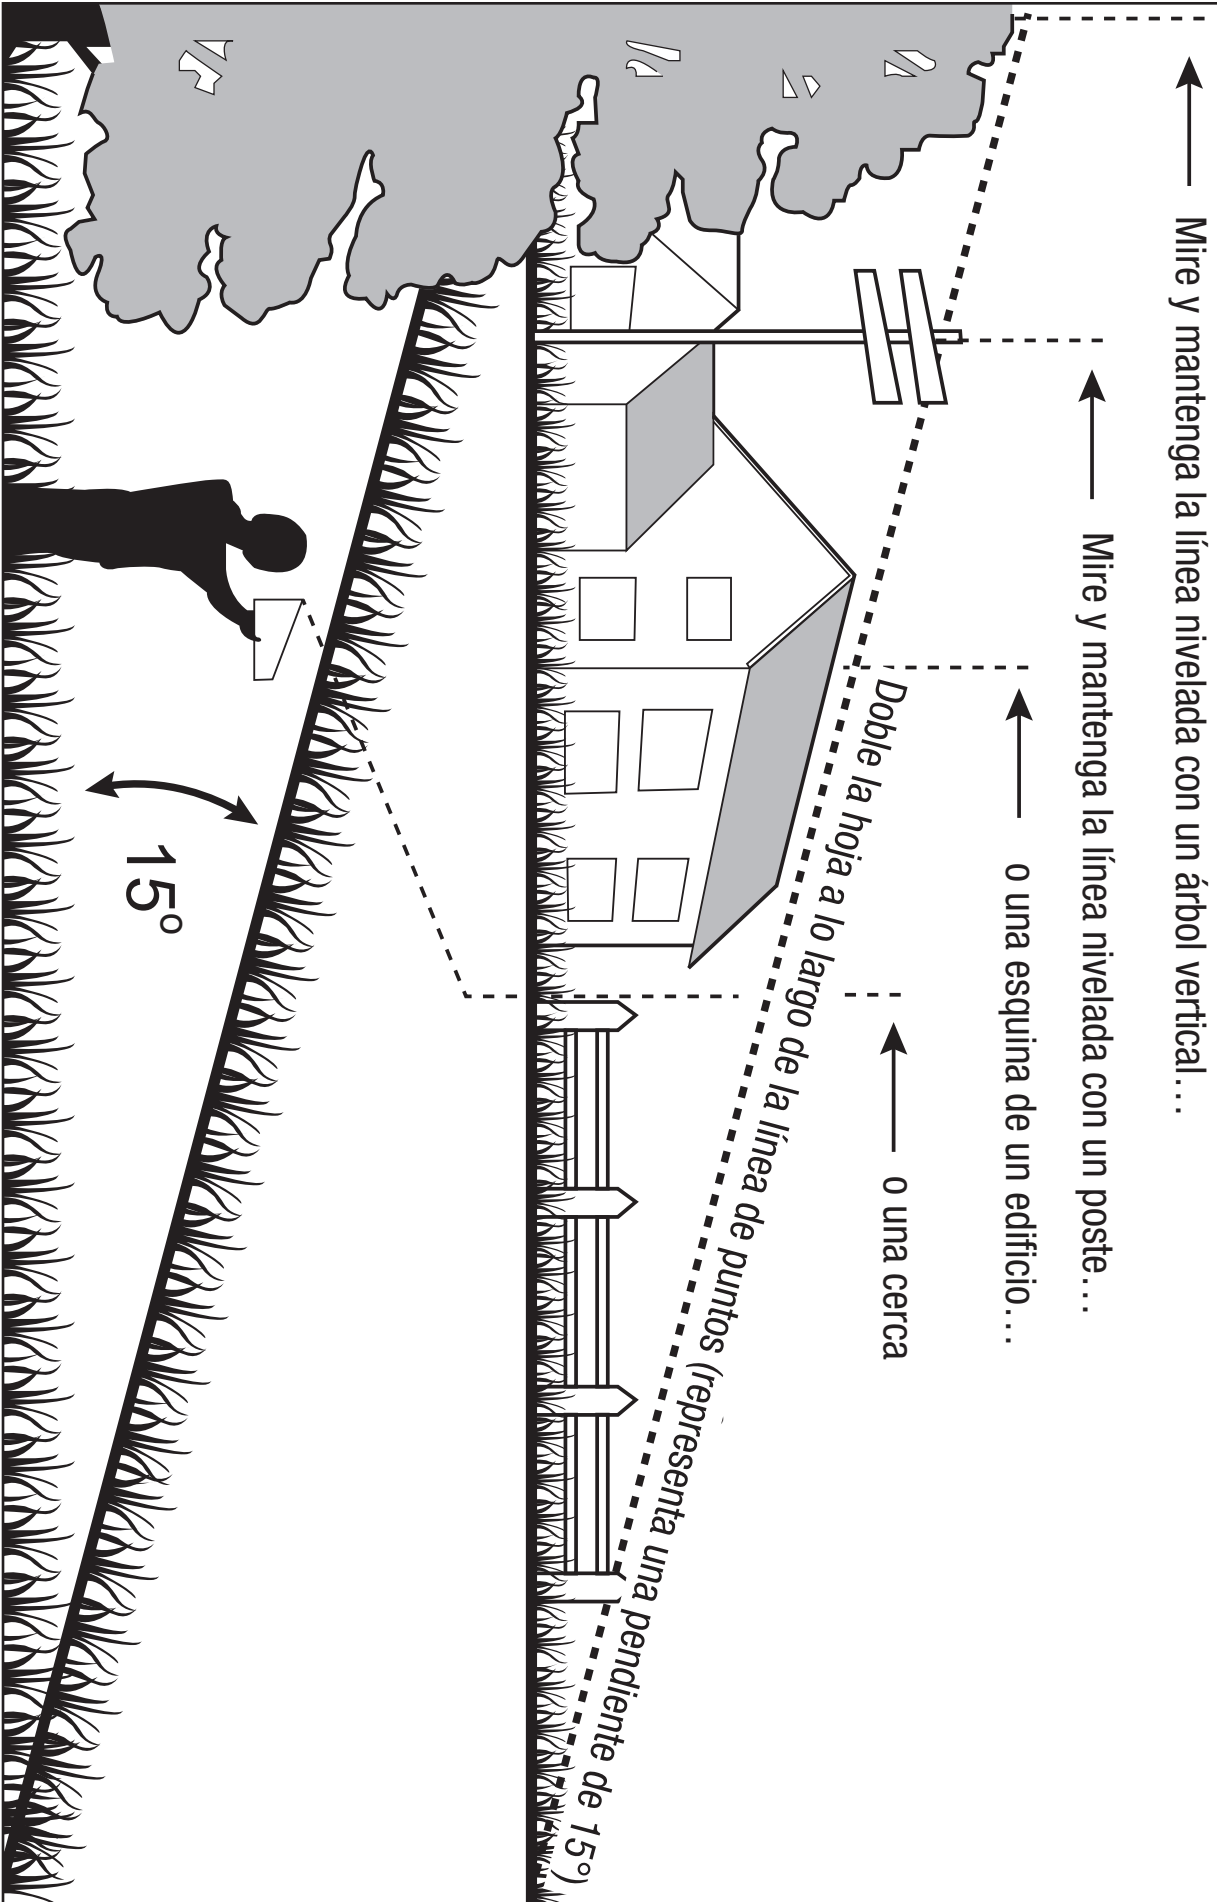 Mire y mantenga la línea nivelada con un árbol vertical…
Mire y mantenga la línea nivelada con un poste…
o una esquina de un edificio…
o una cerca
Doble la hoja a lo largo de la línea de puntos (representa una pendiente de 15°)
15º